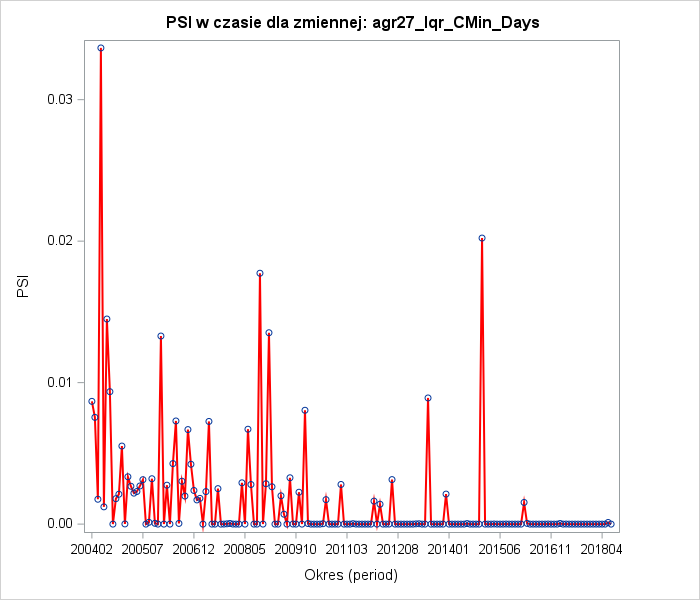 PSI w czasie dla zmiennej: agr27_Iqr_CMin_Days
0.03
0.02
0.01
0.00
PSI
200402 200507 200612 200805 200910 201103 201208 201401 201506 201611 201804
Okres (period)